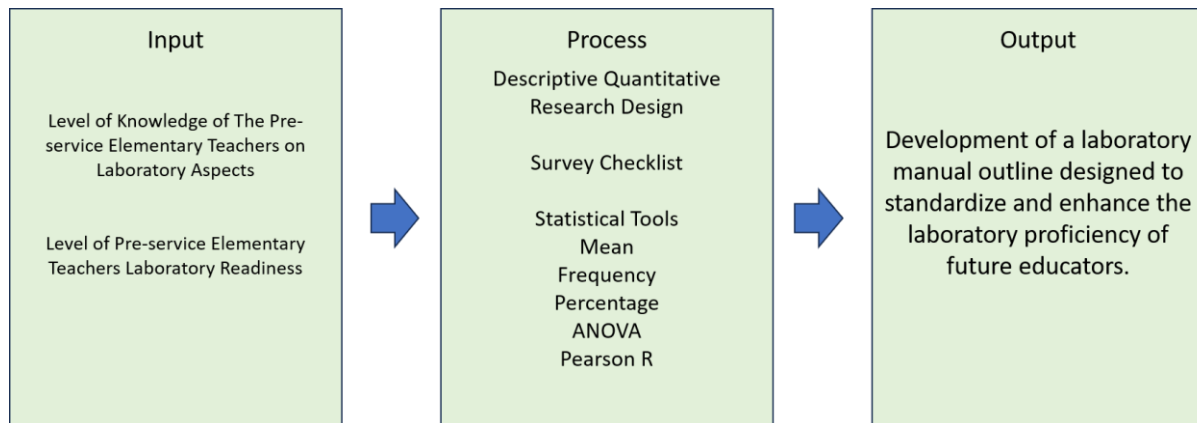 Input
Level of Knowledge of The Pre-
service Elementary Teachers on
Laboratory Aspects
Level of Pre-service Elementary
Teachers Laboratory Readiness
Process
Descriptive Quantitative
Research Design
Survey Checklist
Statistical Tools
Mean
Frequency
Percentage
ANOVA
Pearson R
Output
Development of a laboratory
manual outline designed to
standardize and enhance the
laboratory proficiency of
future educators.